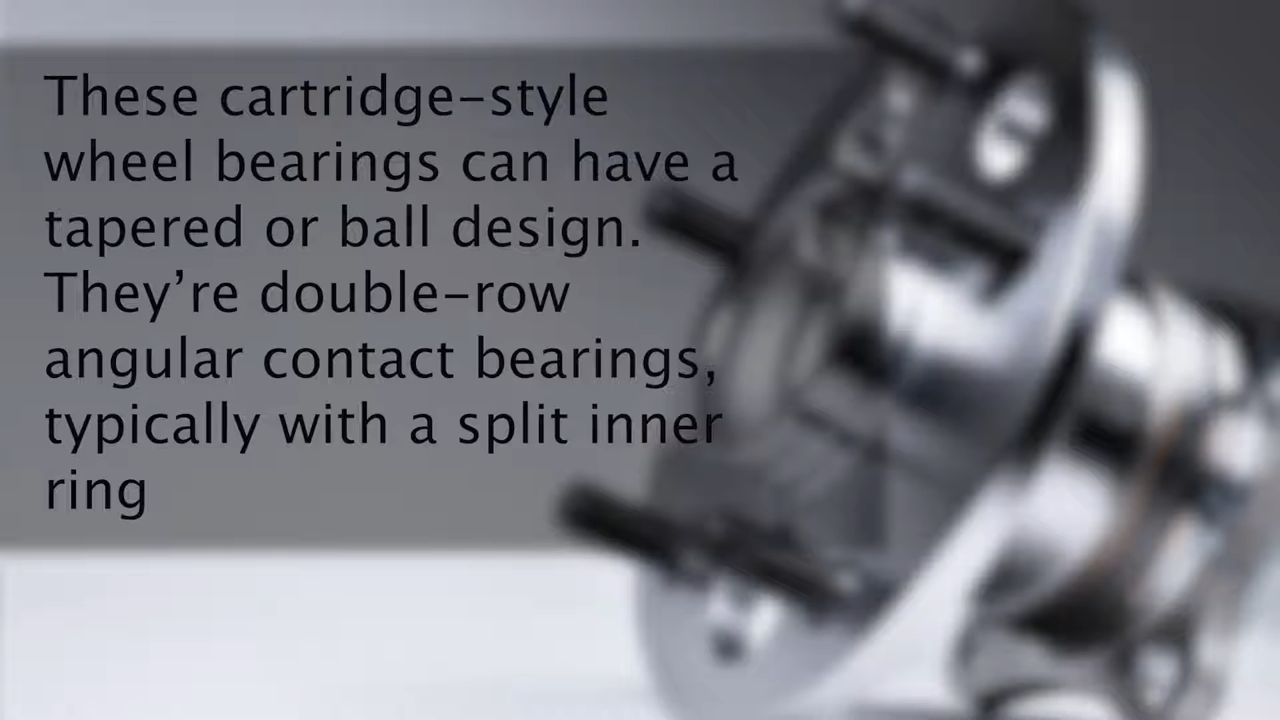 These cartridge–style
wheel bearings can have a
tapered or ball design.
They’re double–row
angular contact bearings,
typically with a split inner
ring